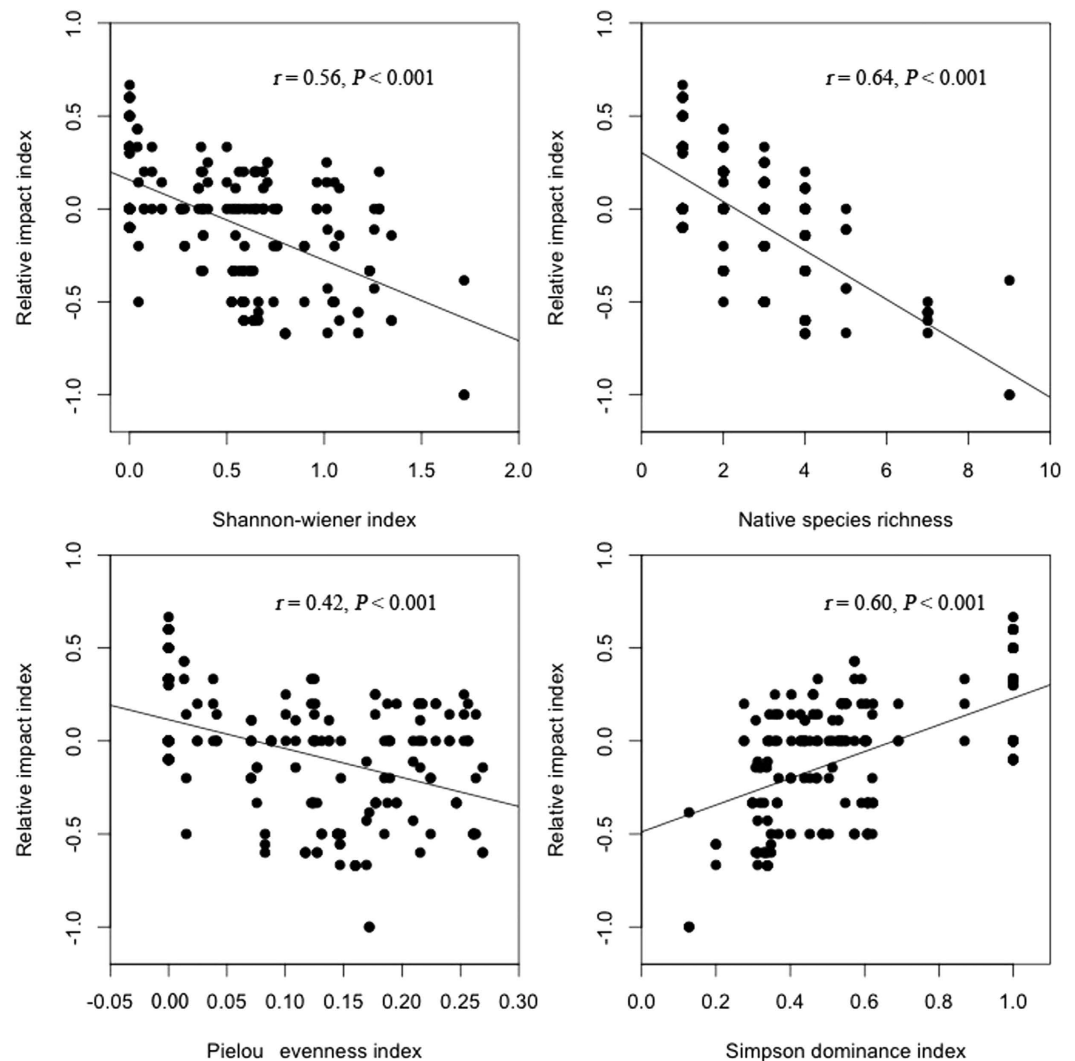 1.0
0.5
0.0
-0.5
-1.0
Relative impact index
r = 0.56, P < 0.001
0.0 0.5 1.0 1.5 2.0
Shannon-wiener index
1.0
0.5
0.0
-0.5
-1.0
Relative impact index
r = 0.64, P < 0.001
0 2 4 6 8 10
Native species richness
1.0
0.5
0.0
-0.5
-1.0
Relative impact index
r = 0.42, P < 0.001
-0.05 0.00 0.05 0.10 0.15 0.20 0.25 0.30
Pielou evenness index
1.0
0.5
0.0
-0.5
-1.0
Relative impact index
r = 0.60, P < 0.001
0.0 0.2 0.4 0.6 0.8 1.0
Simpson dominance index